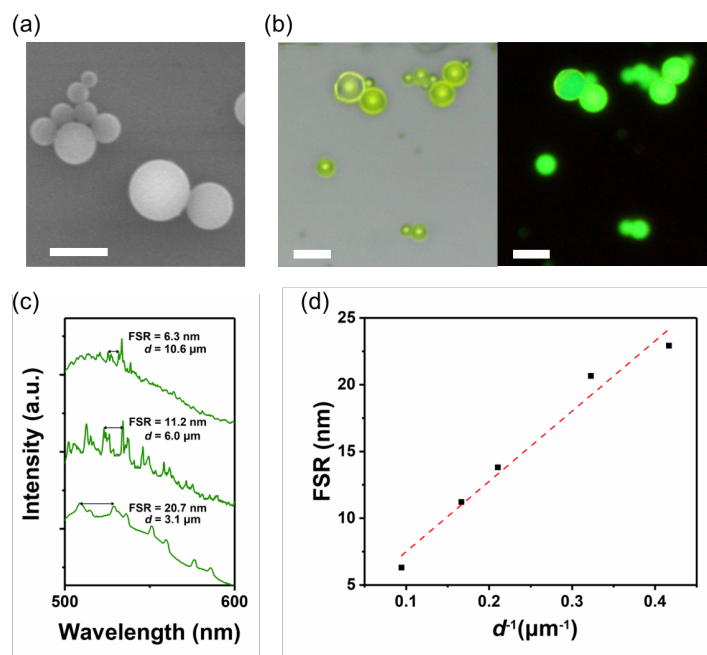 (a)
(b)
(c)
FSR = 6.3 nm
d = 10.6 μm
FSR = 11.2 nm
d = 6.0 μm
FSR = 20.7 nm
d = 3.1 μm
Intensity (a.u.)
500
600
Wavelength (nm)
(d)
25
20
15
10
5
FSR (nm)
0.1
0.2
0.3
0.4
d⁻¹(μm⁻¹)